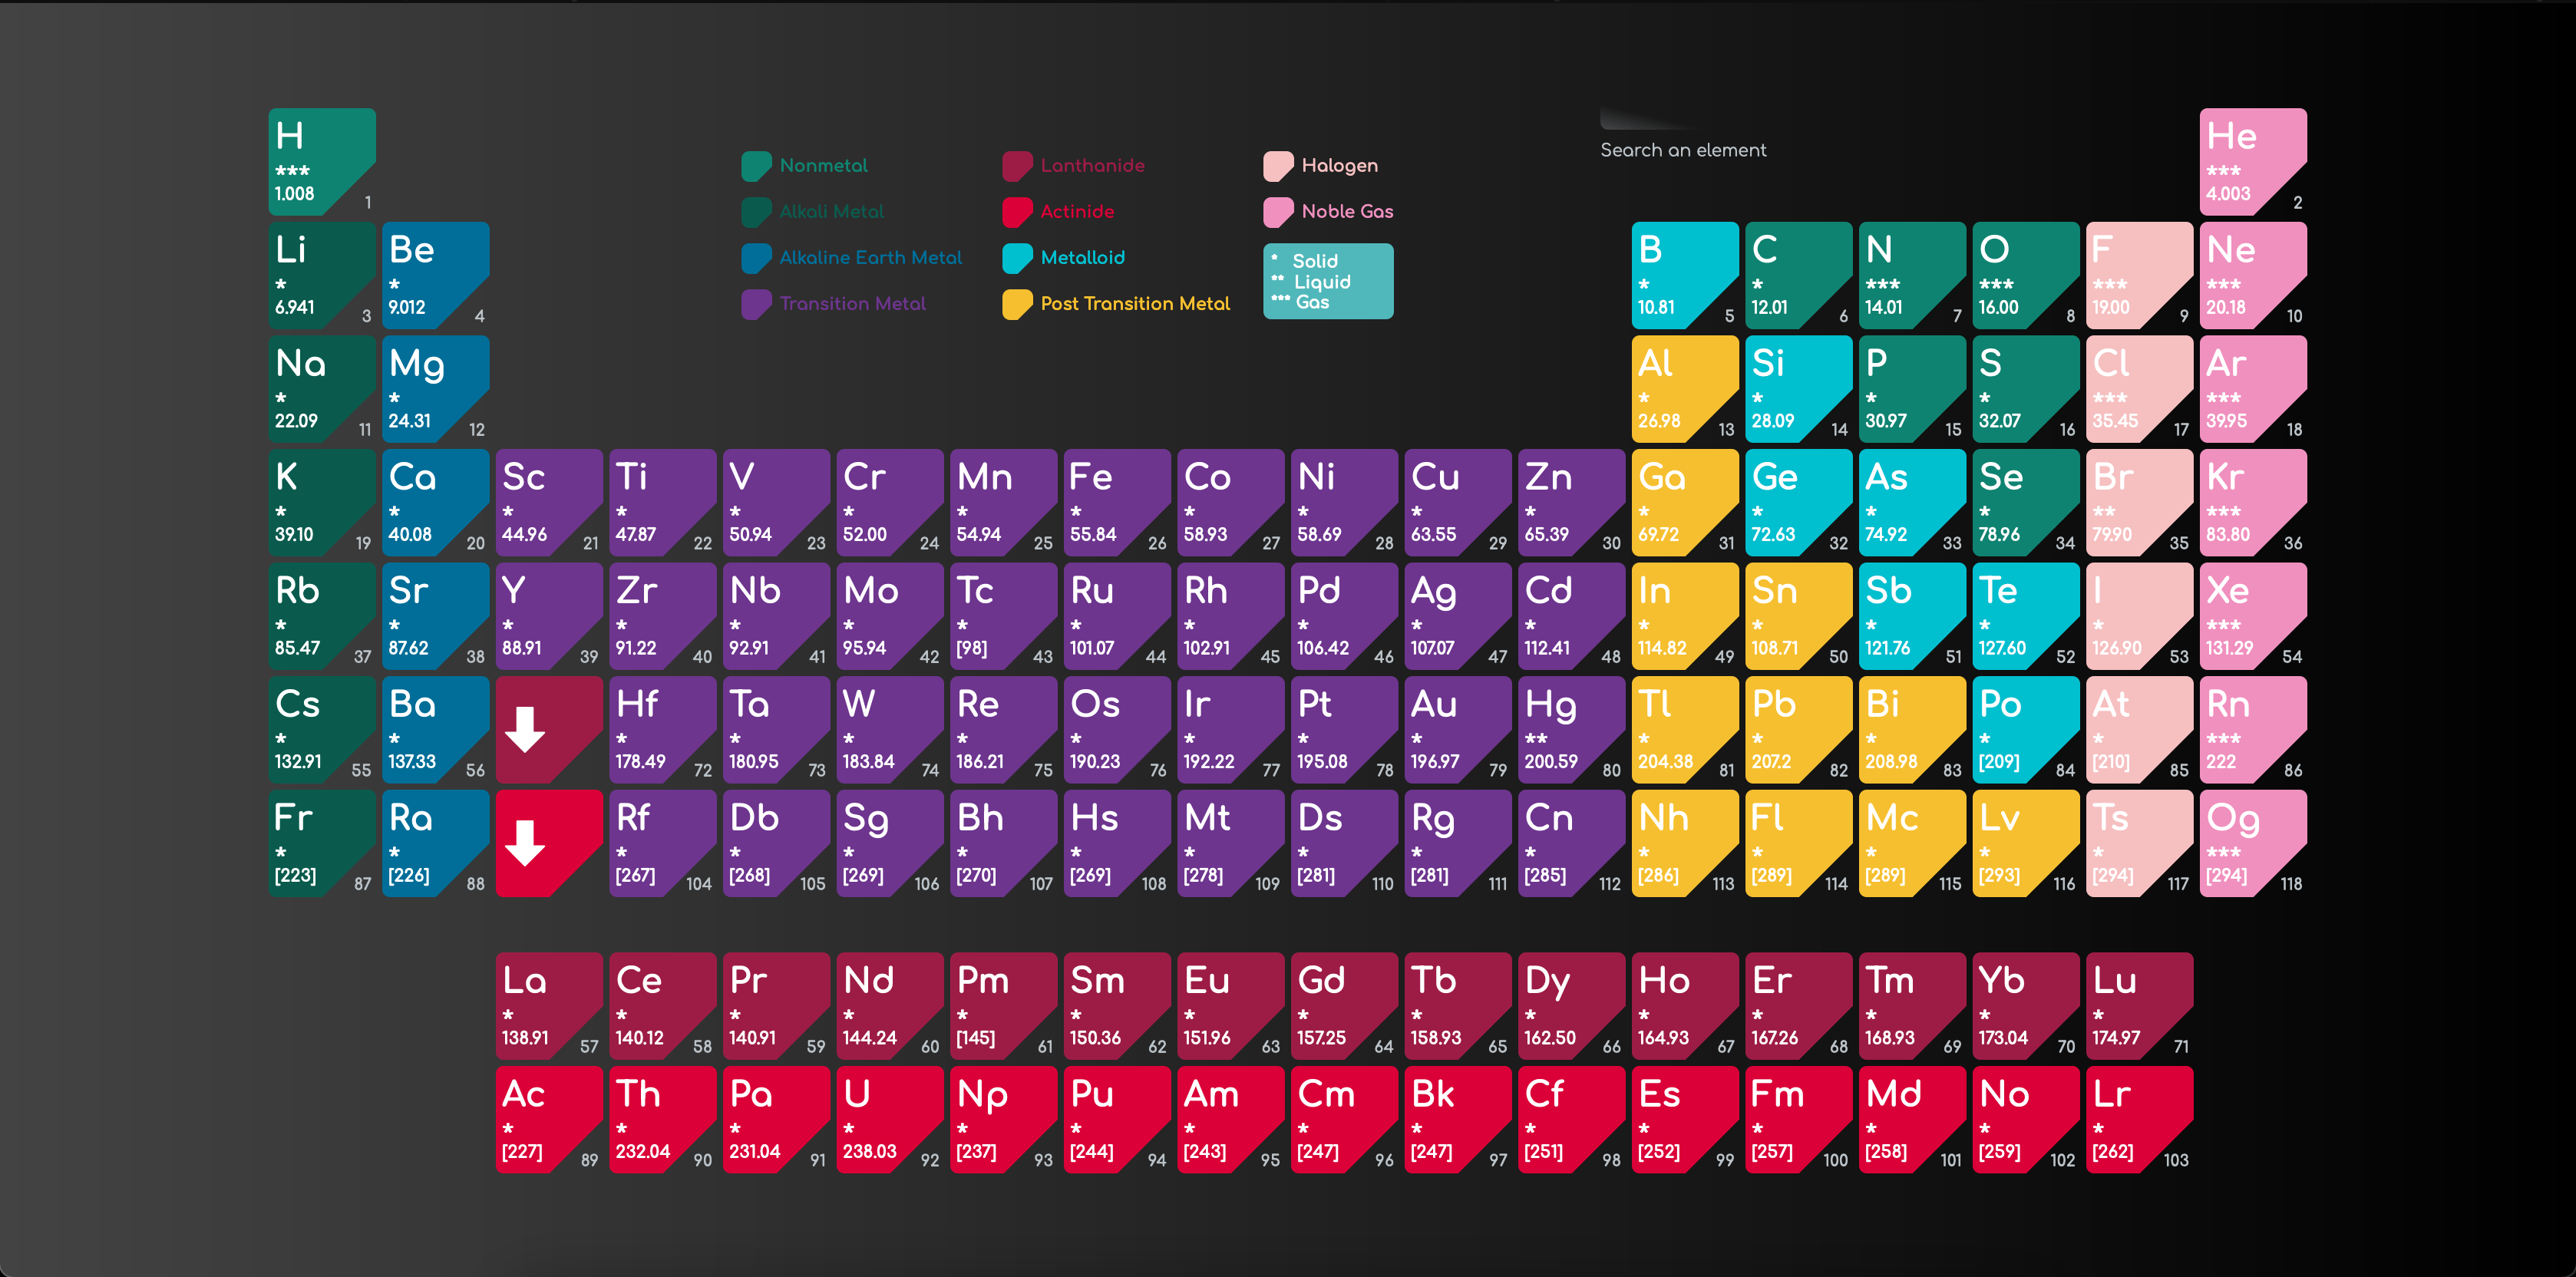 H
***
1.008
1
Nonmetal
Lanthanide
Halogen
Search an element
He
***
4.003
2
Alkali Metal
Actinide
Noble Gas
Alkaline Earth Metal
Metalloid
* Solid
** Liquid
*** Gas
Transition Metal
Post Transition Metal
Li Be B C N O F Ne
* * * * *** *** *** ***
6.941 9.012 10.81 12.01 14.01 16.00 19.00 20.18
3 4 5 6 7 8 9 10
Na Mg Al Si P S Cl Ar
* * * * * * *** ***
22.09 24.31 26.98 28.09 30.97 32.07 35.45 39.95
11 12 13 14 15 16 17 18
K Ca Sc Ti V Cr Mn Fe Co Ni Cu Zn Ga Ge As Se Br Kr
* * * * * * * * * * * * * * * * ** ***
39.10 40.08 44.96 47.87 50.94 52.00 54.94 55.84 58.93 58.69 63.55 65.39 69.72 72.63 74.92 78.96 79.90 83.80
19 20 21 22 23 24 25 26 27 28 29 30 31 32 33 34 35 36
Rb Sr Y Zr Nb Mo Tc Ru Rh Pd Ag Cd In Sn Sb Te I Xe
* * * * * * * * * * * * * * * * * ***
85.47 87.62 88.91 91.22 92.91 95.94 [98] 101.07 102.91 106.42 107.07 112.41 114.82 108.71 121.76 127.60 126.90 131.29
37 38 39 40 41 42 43 44 45 46 47 48 49 50 51 52 53 54
Cs Ba Hf Ta W Re Os Ir Pt Au Hg Tl Pb Bi Po At Rn
* * * * * * * * * * ** * * * * * ***
132.91 137.33 178.49 180.95 183.84 186.21 190.23 192.22 195.08 196.97 200.59 204.38 207.2 208.98 [209] [210] 222
55 56 72 73 74 75 76 77 78 79 80 81 82 83 84 85 86
Fr Ra Rf Db Sg Bh Hs Mt Ds Rg Cn Nh Fl Mc Lv Ts Og
* * * * * * * * * * * * * * * * ***
[223] [226] [267] [268] [269] [270] [269] [278] [281] [281] [285] [286] [289] [289] [293] [294] [294]
87 88 104 105 106 107 108 109 110 111 112 113 114 115 116 117 118
La Ce Pr Nd Pm Sm Eu Gd Tb Dy Ho Er Tm Yb Lu
* * * * * * * * * * * * * * *
138.91 140.12 140.91 144.24 [145] 150.36 151.96 157.25 158.93 162.50 164.93 167.26 168.93 173.04 174.97
57 58 59 60 61 62 63 64 65 66 67 68 69 70 71
Ac Th Pa U Np Pu Am Cm Bk Cf Es Fm Md No Lr
* * * * * * * * * * * * * * *
[227] 232.04 231.04 238.03 [237] [244] [243] [247] [247] [251] [252] [257] [258] [259] [262]
89 90 91 92 93 94 95 96 97 98 99 100 101 102 103